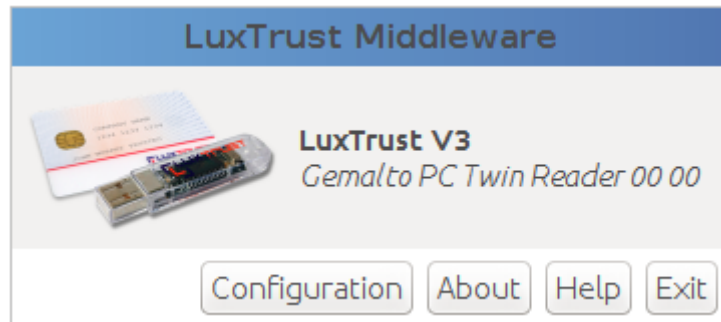 LuxTrust Middleware
LuxTrust V3
Gemalto PC Twin Reader 00 00
Configuration About Help Exit